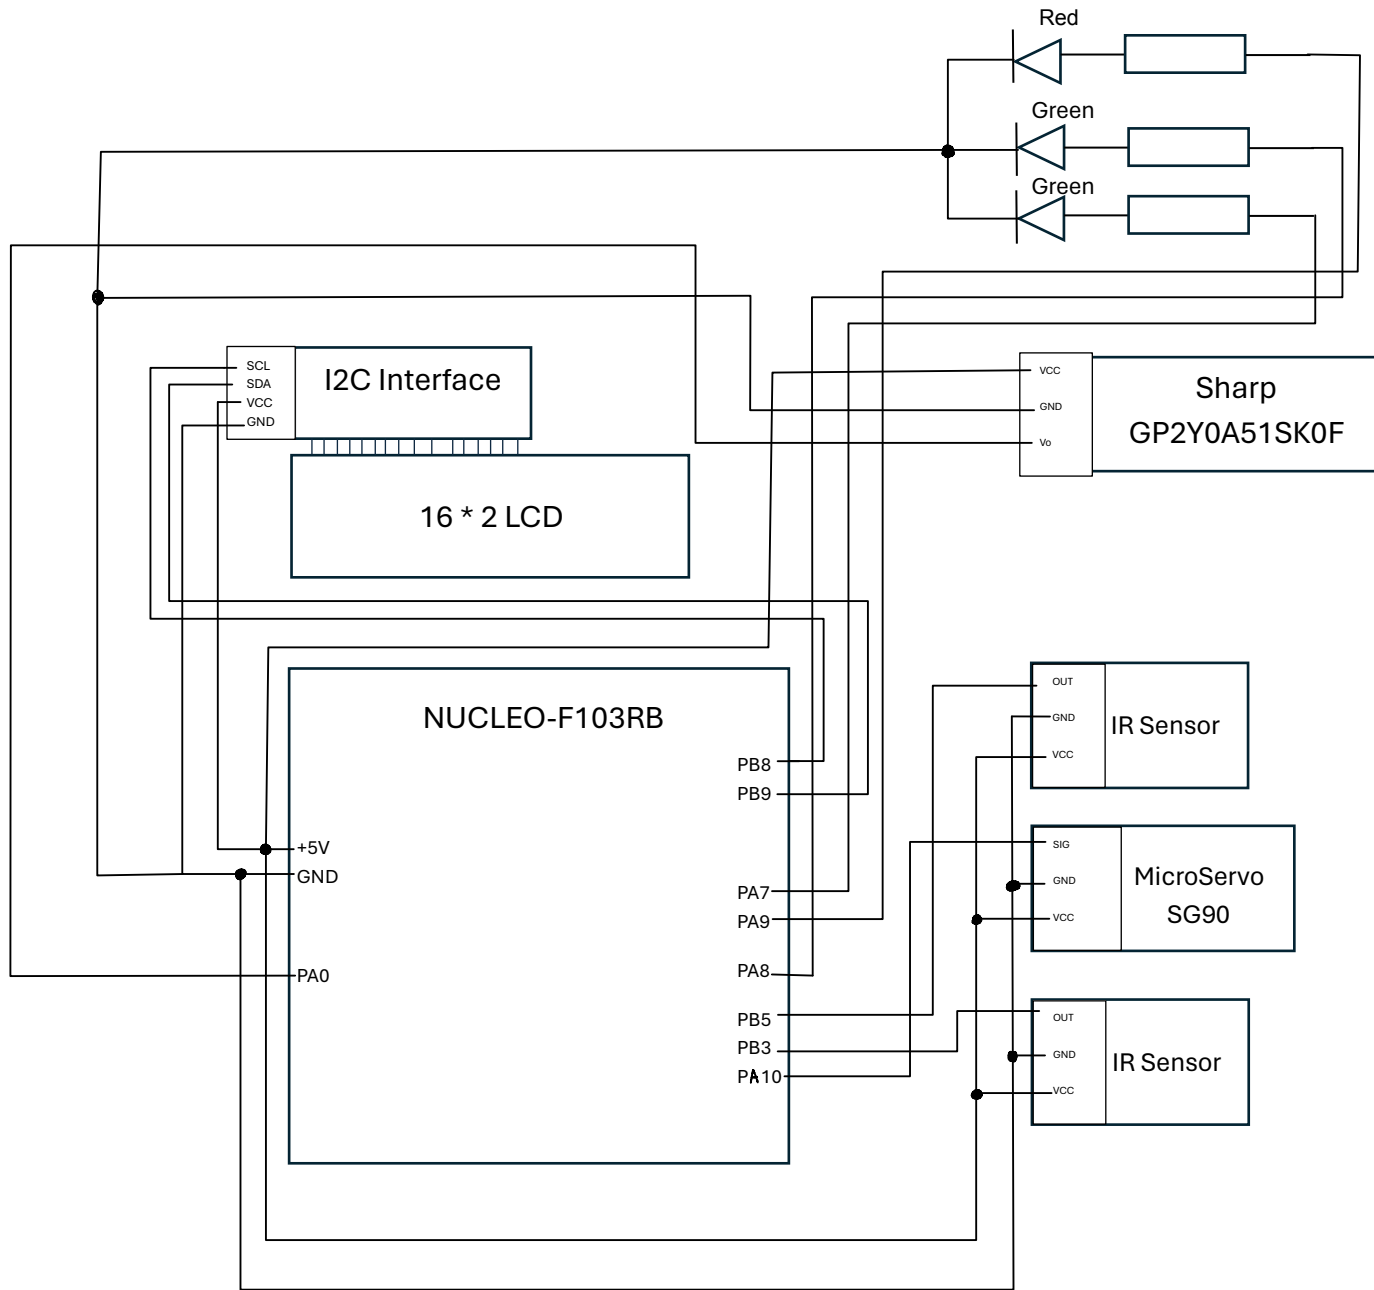 Red
Green
Green
SCL
SDA
VCC
GND
I2C Interface
16 * 2 LCD
VCC
GND
Vo
Sharp
GP2Y0A51SK0F
NUCLEO-F103RB
PB8
PB9
+5V
GND
PA0
PA7
PA9
PA8
PB5
PB3
PA10
OUT
GND
VCC
IR Sensor
SIG
GND
VCC
MicroServo
SG90
OUT
GND
VCC
IR Sensor